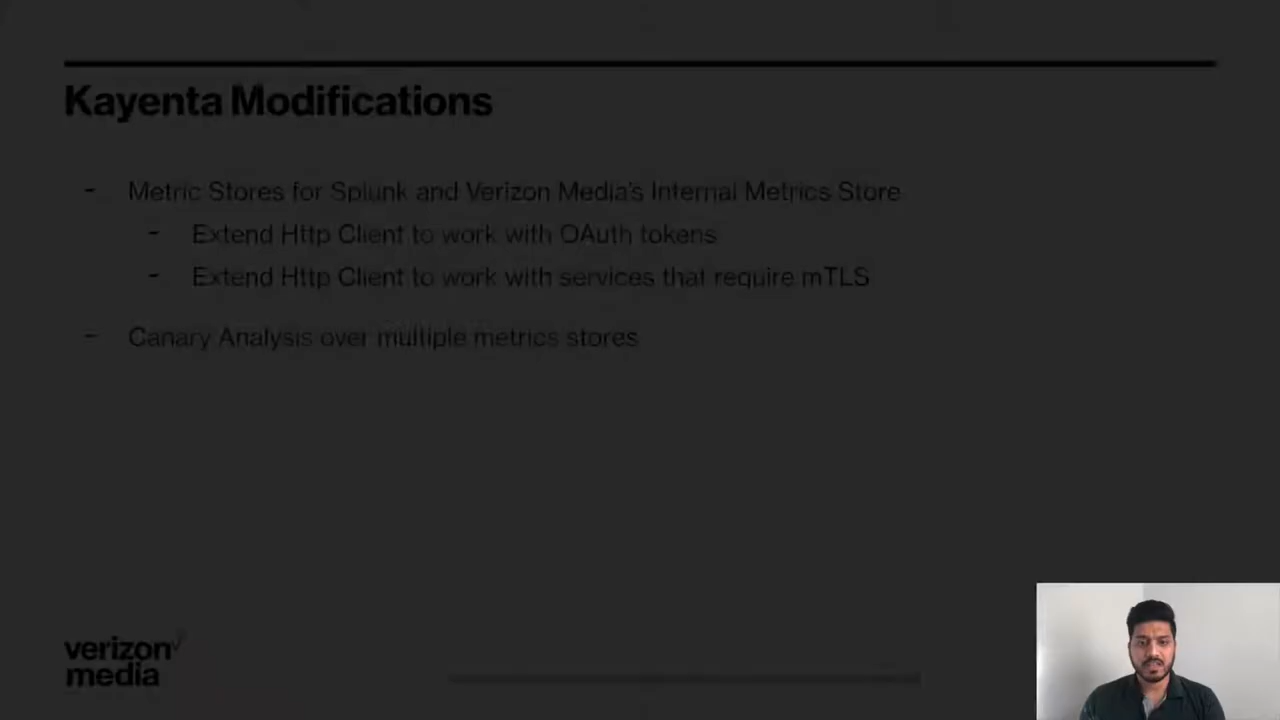 Kayenta Modifications
- Metric Stores for Splunk and Verizon Media's Internal Metrics Store
- Extend Http Client to work with OAuth tokens
- Extend Http Client to work with services that require mTLS
- Canary Analysis over multiple metrics stores
verizon✓
media